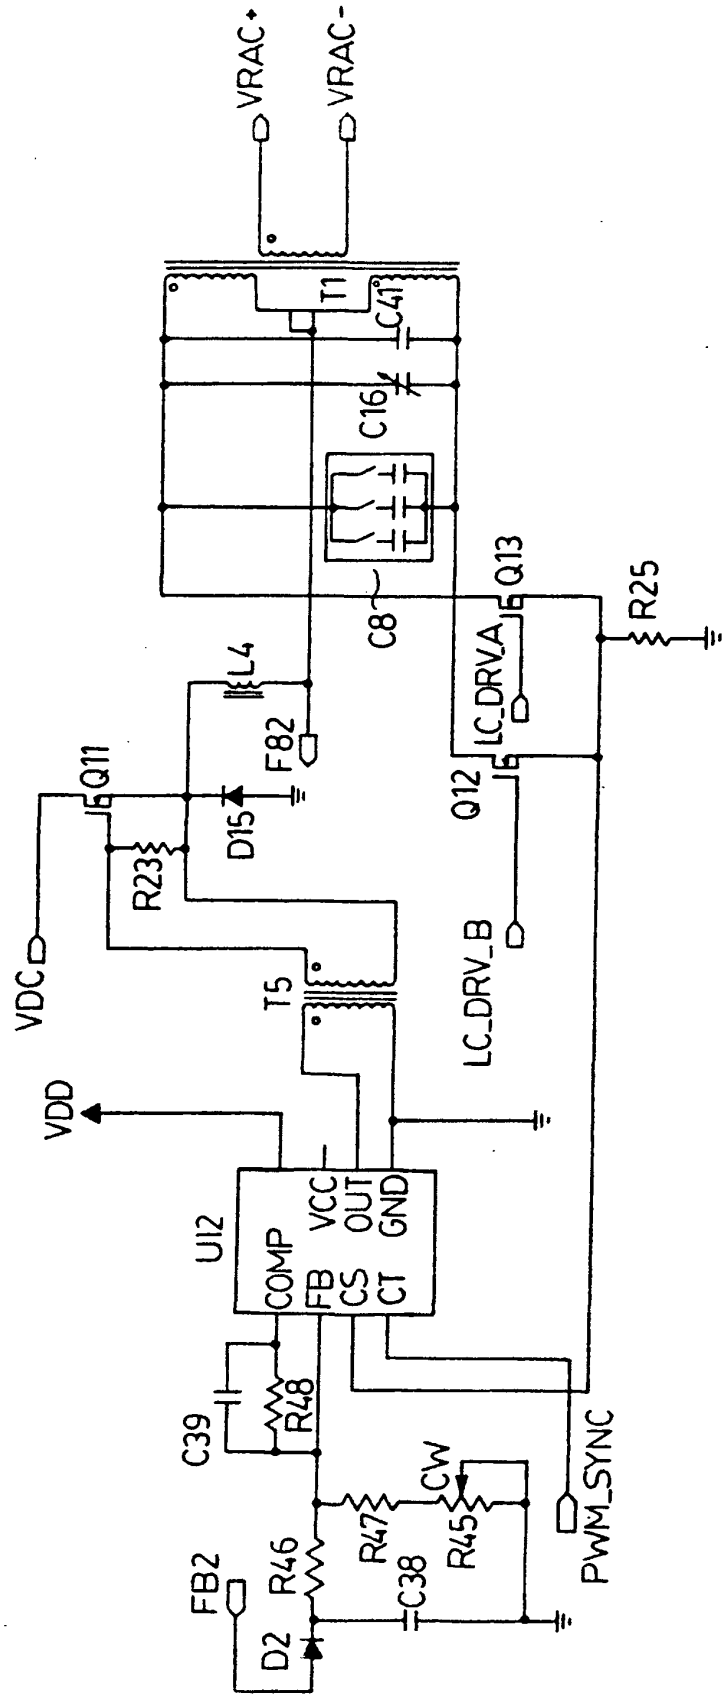 VRAC+
VRAC-
T1
C41
C16
C8
Q13
R25
LC_DRV_A
L4
F82
Q11
D15
R23
Q12
LC_DRV_B
VDC
T5
VDD
U12
COMP
VCC
OUT
GND
FB
CS
CT
C39
R48
CW
R47
R45
R46
FB2
D2
C38
PWM_SYNC